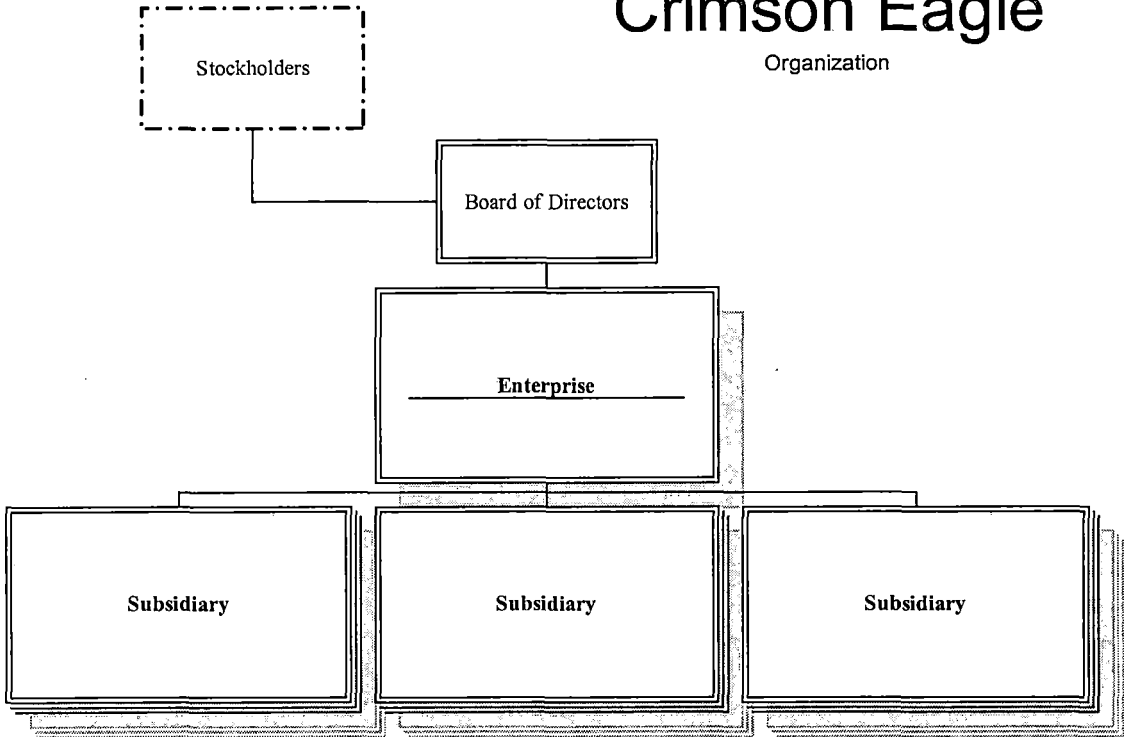 Crimson Eagle
Organization
Stockholders
Board of Directors
Enterprise
Subsidiary
Subsidiary
Subsidiary